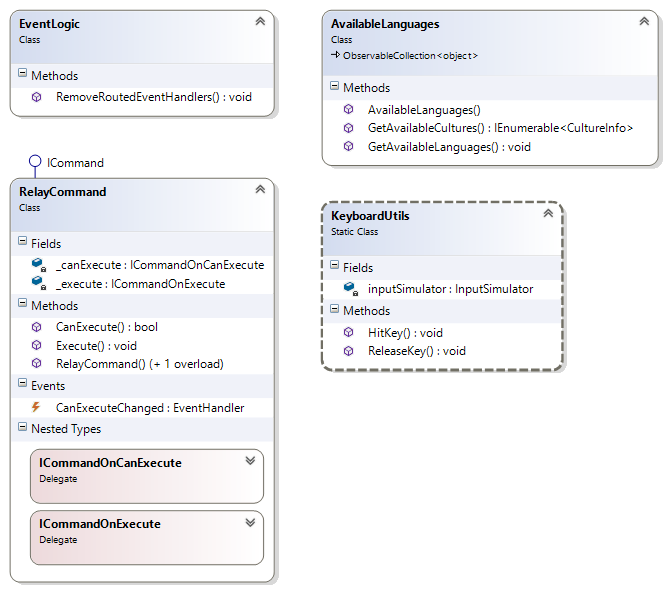 EventLogic
Class
Methods
RemoveRoutedEventHandlers() : void
AvailableLanguages
Class
ObservableCollection<object>
Methods
AvailableLanguages()
GetAvailableCultures() : IEnumerable<CultureInfo>
GetAvailableLanguages() : void
ICommand
RelayCommand
Class
Fields
_canExecute : ICommandOnCanExecute
_execute : ICommandOnExecute
Methods
CanExecute() : bool
Execute() : void
RelayCommand() (+ 1 overload)
Events
CanExecuteChanged : EventHandler
Nested Types
ICommandOnCanExecute
Delegate
ICommandOnExecute
Delegate
KeyboardUtils
Static Class
Fields
inputSimulator : InputSimulator
Methods
HitKey() : void
ReleaseKey() : void